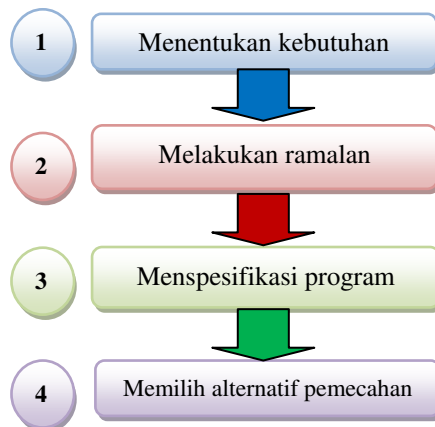 1 Menentukan kebutuhan
2 Melakukan ramalan
3 Menspesifikasi program
4 Memilih alternatif pemecahan